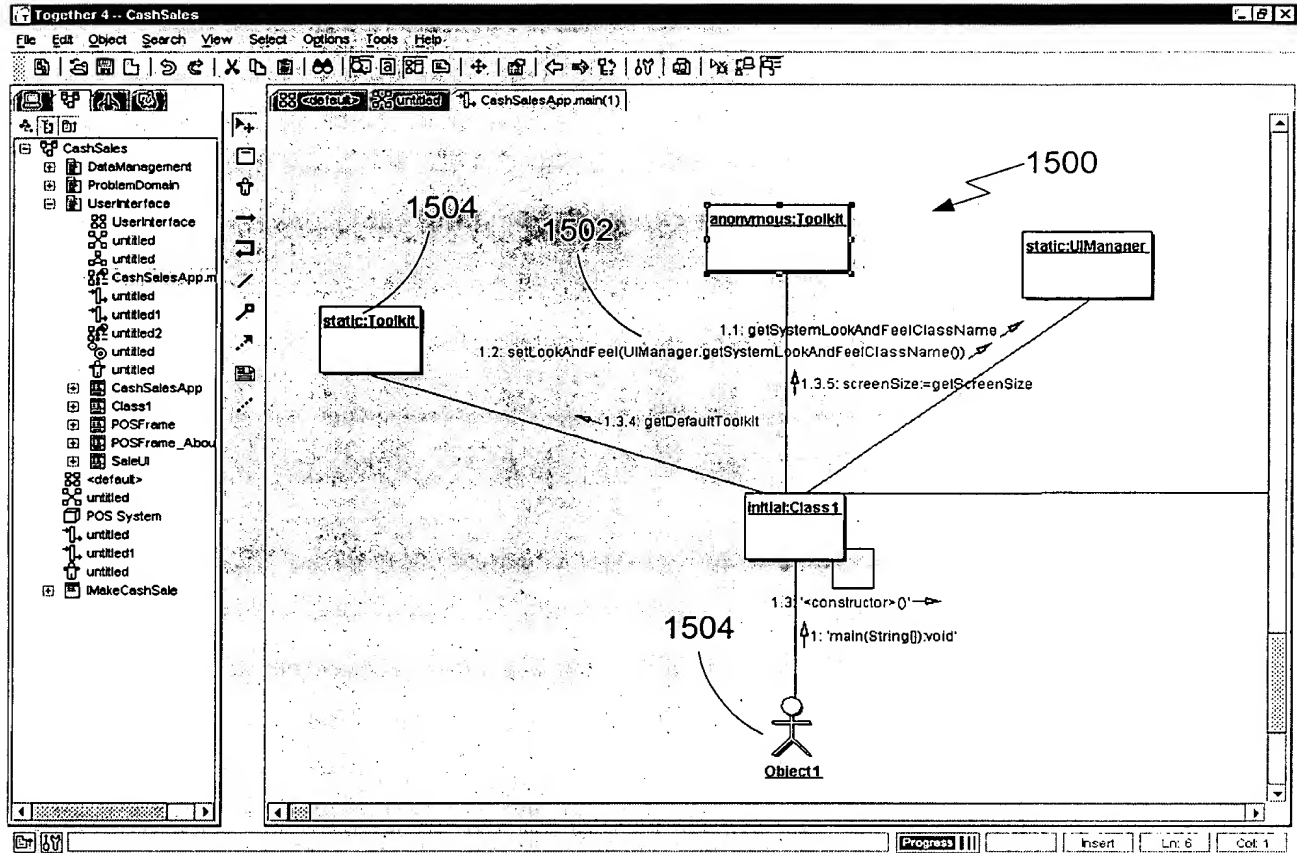 Together 4 -- CashSales
File Edit Object Search View Select Options Tools Help
<default> untitled CashSalesApp.main(1)
CashSales
DataManagement
ProblemDomain
UserInterface
UserInterface
untitled
untitled
CashSalesApp.m
untitled
untitled1
untitled2
untitled
untitled
CashSalesApp
Class1
POSFrame
POSFrame_Abou
SaleUI
<default>
untitled
POS System
untitled
untitled1
untitled
IMakeCashSale
1500
1504
1502
anonymous:Toolkit
static:UIManager
static:Toolkit
1.1: getSystemLookAndFeelClassName
1.2: setLookAndFeel(UIManager.getSystemLookAndFeelClassName())
1.3.5: screenSize:=getScreenSize
1.3.4: getDefaultToolkit
initial:Class1
1.3: '<constructor>()'
1504
1: 'main(String[]):void'
Object1
Progress Insert Ln: 6 Col: 1